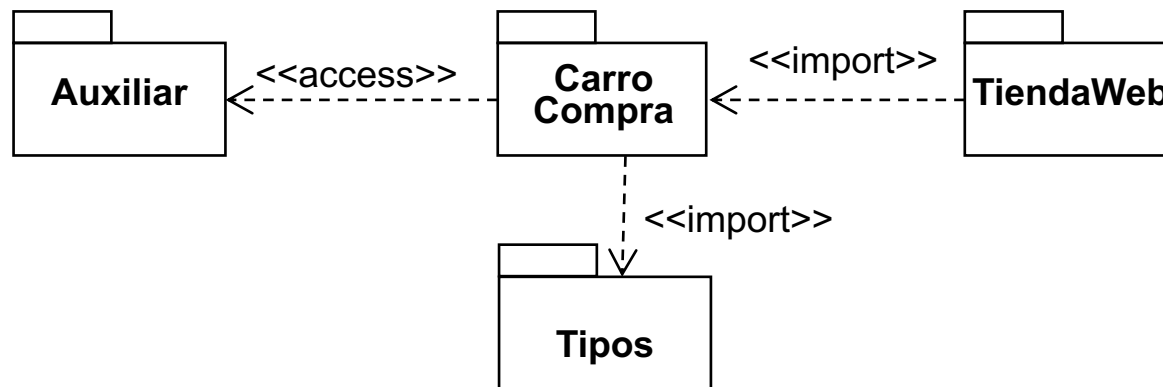 Auxiliar
<<access>>
Carro
Compra
<<import>>
TiendaWeb
<<import>>
Tipos